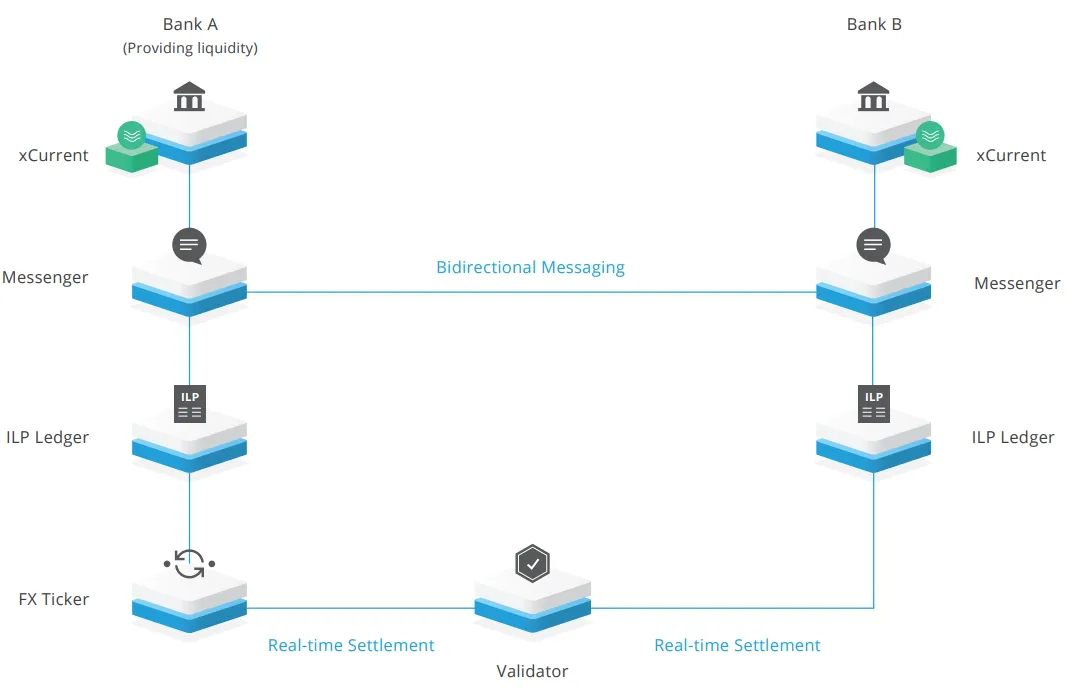 Bank A
(Providing liquidity)
Bank B
xCurrent
xCurrent
Messenger
Bidirectional Messaging
Messenger
ILP
ILP
ILP Ledger
ILP Ledger
FX Ticker
Real-time Settlement
Real-time Settlement
Validator